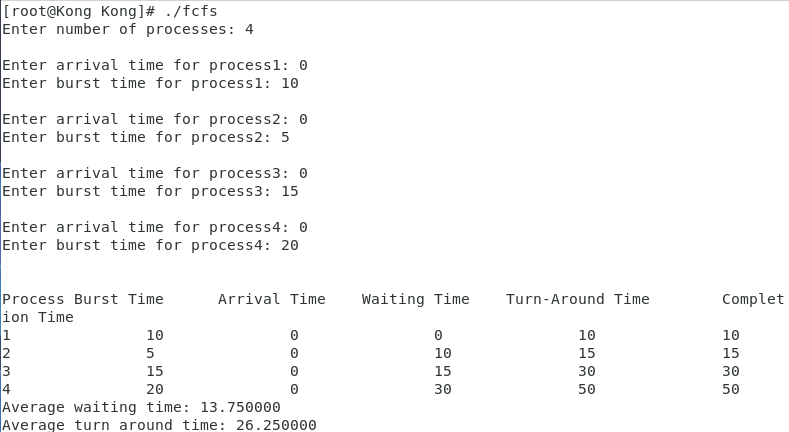 [root@Kong Kong]# ./fcfs
Enter number of processes: 4
Enter arrival time for process1: 0
Enter burst time for process1: 10
Enter arrival time for process2: 0
Enter burst time for process2: 5
Enter arrival time for process3: 0
Enter burst time for process3: 15
Enter arrival time for process4: 0
Enter burst time for process4: 20
Process Burst Time      Arrival Time    Waiting Time    Turn-Around Time        Complet
ion Time
1               10              0               0               10              10
2               5               0               10              15              15
3               15              0               15              30              30
4               20              0               30              50              50
Average waiting time: 13.750000
Average turn around time: 26.250000